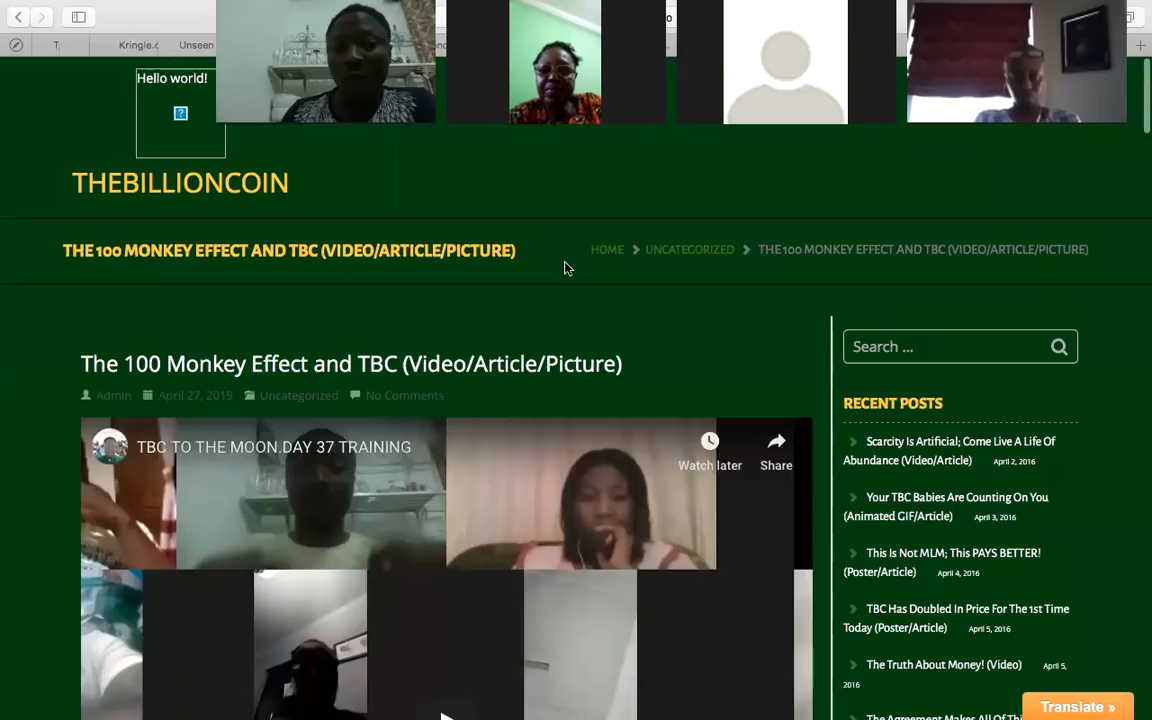 Kringle.c
Unseen
Hello world!
THEBILLIONCOIN
THE 100 MONKEY EFFECT AND TBC (VIDEO/ARTICLE/PICTURE)
HOME UNCATEGORIZED THE 100 MONKEY EFFECT AND TBC (VIDEO/ARTICLE/PICTURE)
The 100 Monkey Effect and TBC (Video/Article/Picture)
Admin April 27, 2019 Uncategorized No Comments
TBC TO THE MOON.DAY 37 TRAINING
Watch later Share
Search ...
RECENT POSTS
Scarcity Is Artificial; Come Live A Life Of
Abundance (Video/Article) April 2, 2016
Your TBC Babies Are Counting On You
(Animated GIF/Article) April 3, 2016
This Is Not MLM; This PAYS BETTER!
(Poster/Article) April 4, 2016
TBC Has Doubled In Price For The 1st Time
Today (Poster/Article) April 5, 2016
The Truth About Money! (Video) April 5,
2016
The Agreement Makes All Of Thi
Translate »